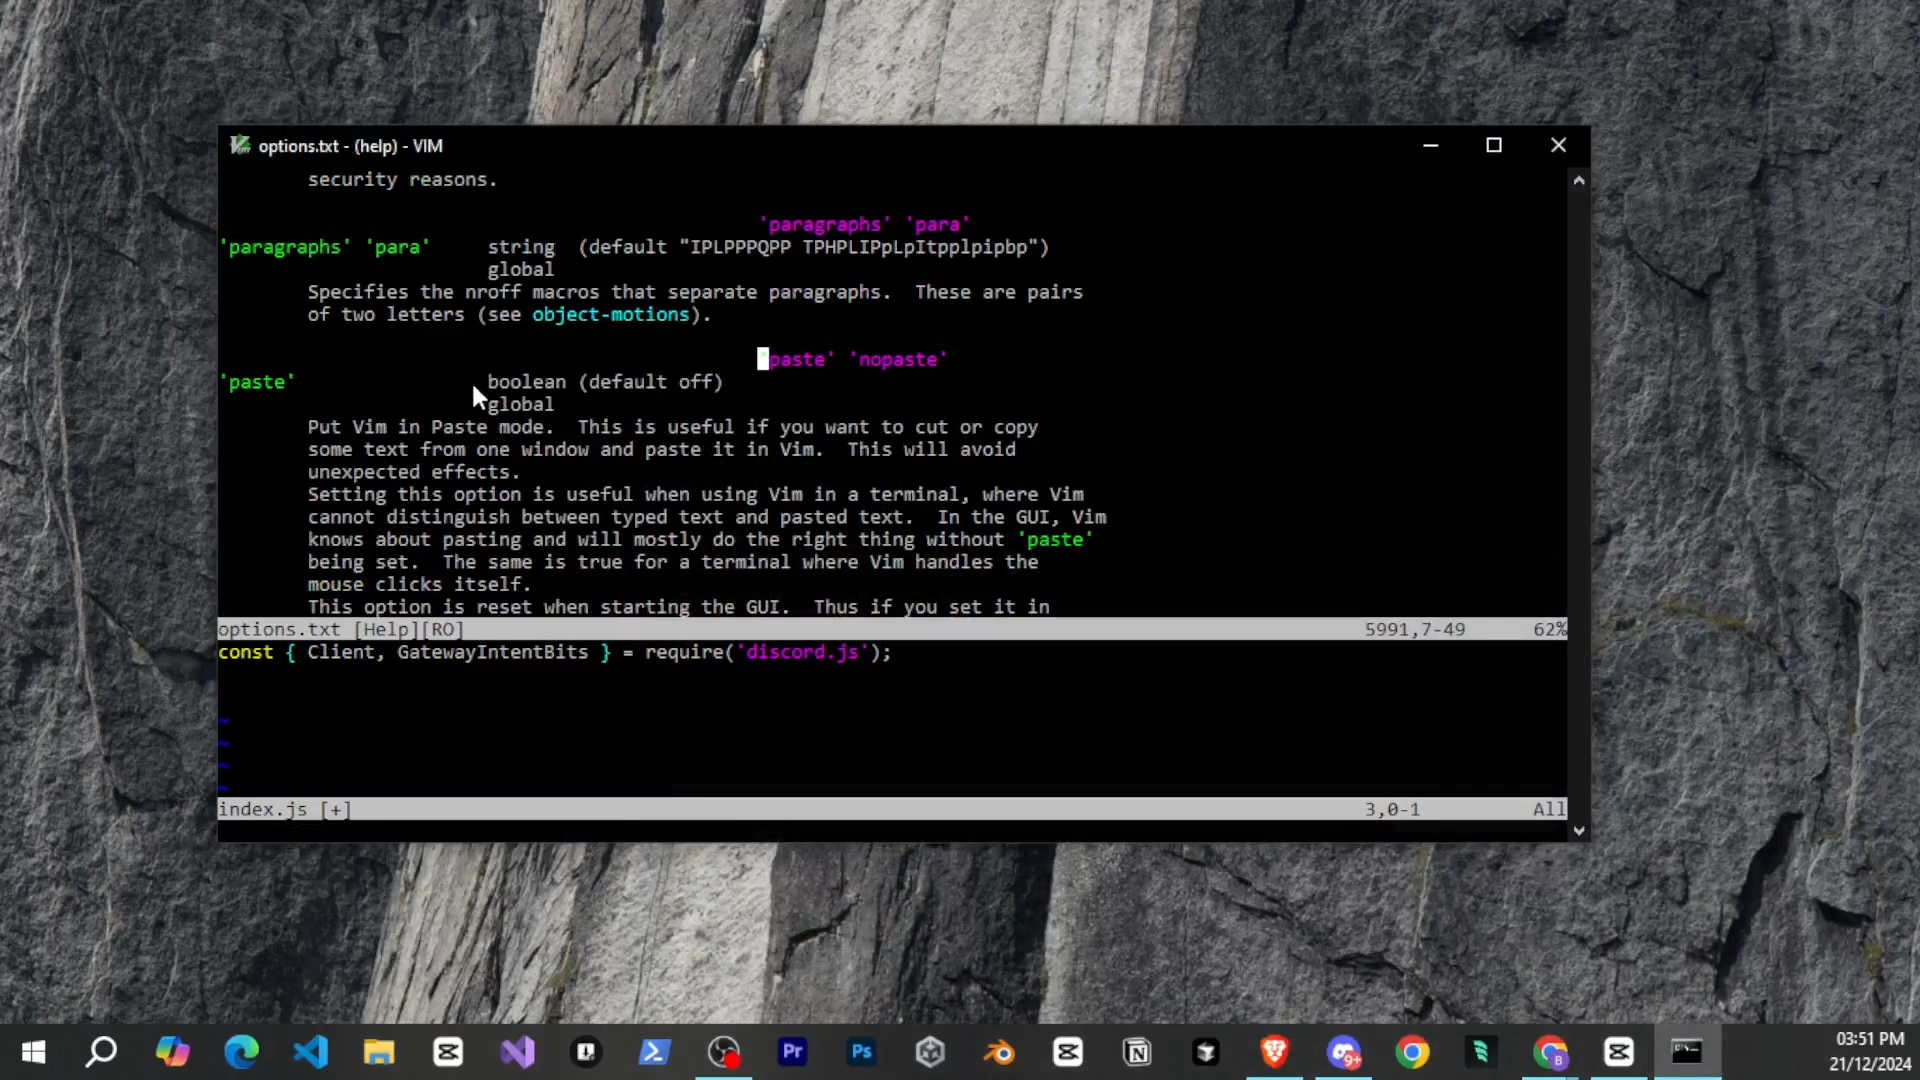 options.txt - (help) - VIM
security reasons.
'paragraphs' 'para'
'paragraphs' 'para' string (default "IPLPPPQPP TPHPLIPpLpItpplpipbp")
global
Specifies the nroff macros that separate paragraphs. These are pairs
of two letters (see object-motions).
'paste' 'nopaste'
'paste' boolean (default off)
global
Put Vim in Paste mode. This is useful if you want to cut or copy
some text from one window and paste it in Vim. This will avoid
unexpected effects.
Setting this option is useful when using Vim in a terminal, where Vim
cannot distinguish between typed text and pasted text. In the GUI, Vim
knows about pasting and will mostly do the right thing without 'paste'
being set. The same is true for a terminal where Vim handles the
mouse clicks itself.
This option is reset when starting the GUI. Thus if you set it in
options.txt [Help][RO] 5991,7-49 62%
const { Client, GatewayIntentBits } = require('discord.js');
~
~
~
~
index.js [+] 3,0-1 All
Pr Ps 9+ B
03:51 PM
21/12/2024